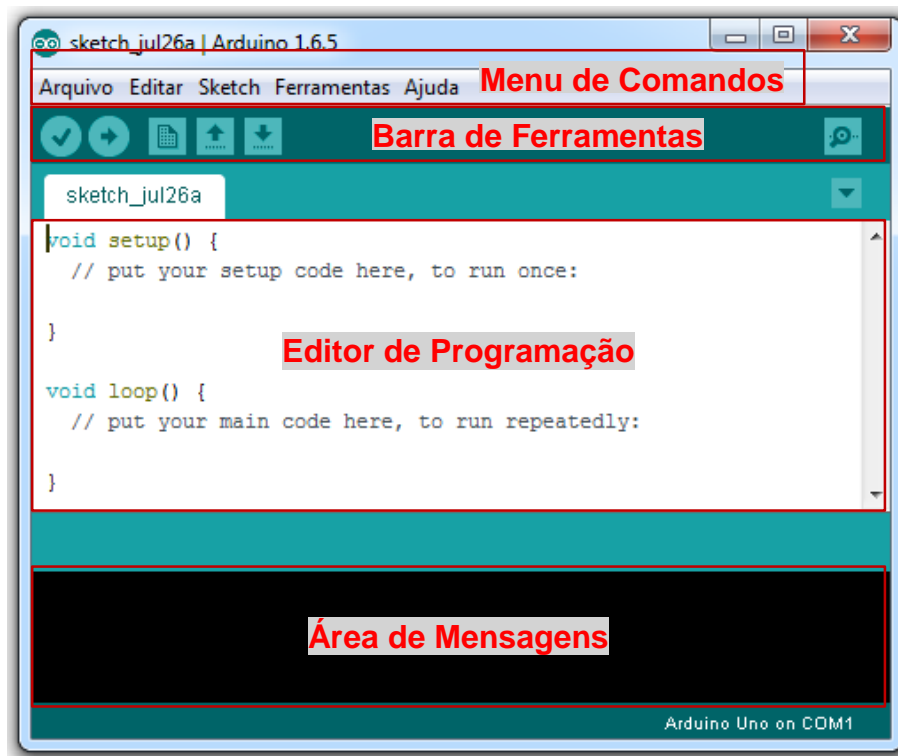 sketch_jul26a | Arduino 1.6.5
Arquivo Editar Sketch Ferramentas Ajuda
Menu de Comandos
Barra de Ferramentas
sketch_jul26a
void setup() {
  // put your setup code here, to run once:
}
Editor de Programação
void loop() {
  // put your main code here, to run repeatedly:
}
Área de Mensagens
Arduino Uno on COM1